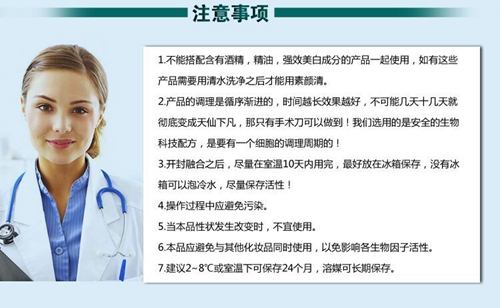 注意事项
1.不能搭配含有酒精，精油，强效美白成分的产品一起使用，如有这些
产品需要用清水洗净之后才能用素颜清。
2.产品的调理是循序渐进的，时间越长效果越好，不可能几天十几天就
彻底变成天仙下凡，那只有手术刀可以做到！我们选用的是安全的生物
科技配方，是要有一个细胞的调理周期的！
3.开封融合之后，尽量在室温10天内用完，最好放在冰箱保存，没有冰
箱可以泡冷水，尽量保存活性！
4.操作过程中应避免污染。
5.当本品性状发生改变时，不宜使用。
6.本品应避免与其他化妆品同时使用，以免影响各生物因子活性。
7.建议2~8℃或室温下可保存24个月，溶媒可长期保存。